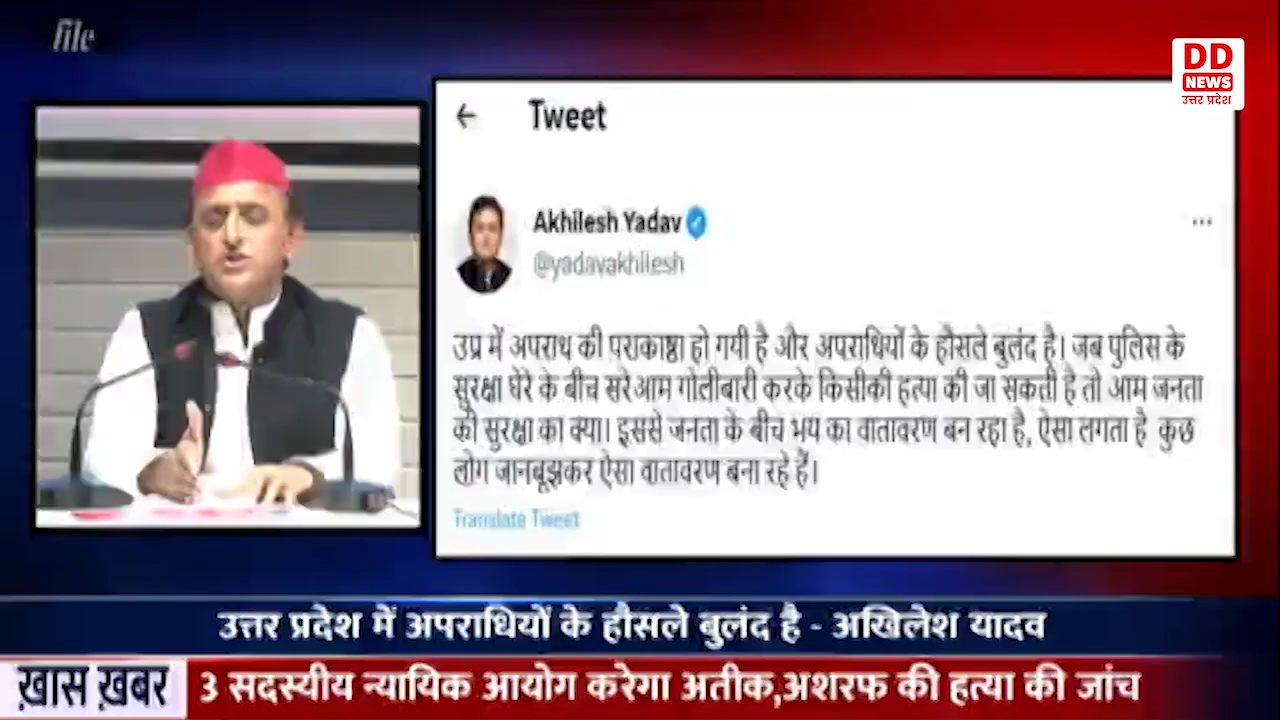 file
DD
NEWS
उत्तर प्रदेश
← Tweet
Akhilesh Yadav
@yadavakhilesh
उप्र में अपराध की पराकाष्ठा हो गयी है और अपराधियों के हौसले बुलंद है। जब पुलिस के
सुरक्षा घेरे के बीच सरेआम गोलीबारी करके किसीकी हत्या की जा सकती है तो आम जनता
की सुरक्षा का क्या। इससे जनता के बीच भय का वातावरण बन रहा है, ऐसा लगता है कुछ
लोग जानबूझकर ऐसा वातावरण बना रहे हैं।
Translate Tweet
उत्तर प्रदेश में अपराधियों के हौसले बुलंद है - अखिलेश यादव
ख़ास ख़बर
3 सदस्यीय न्यायिक आयोग करेगा अतीक,अशरफ की हत्या की जांच